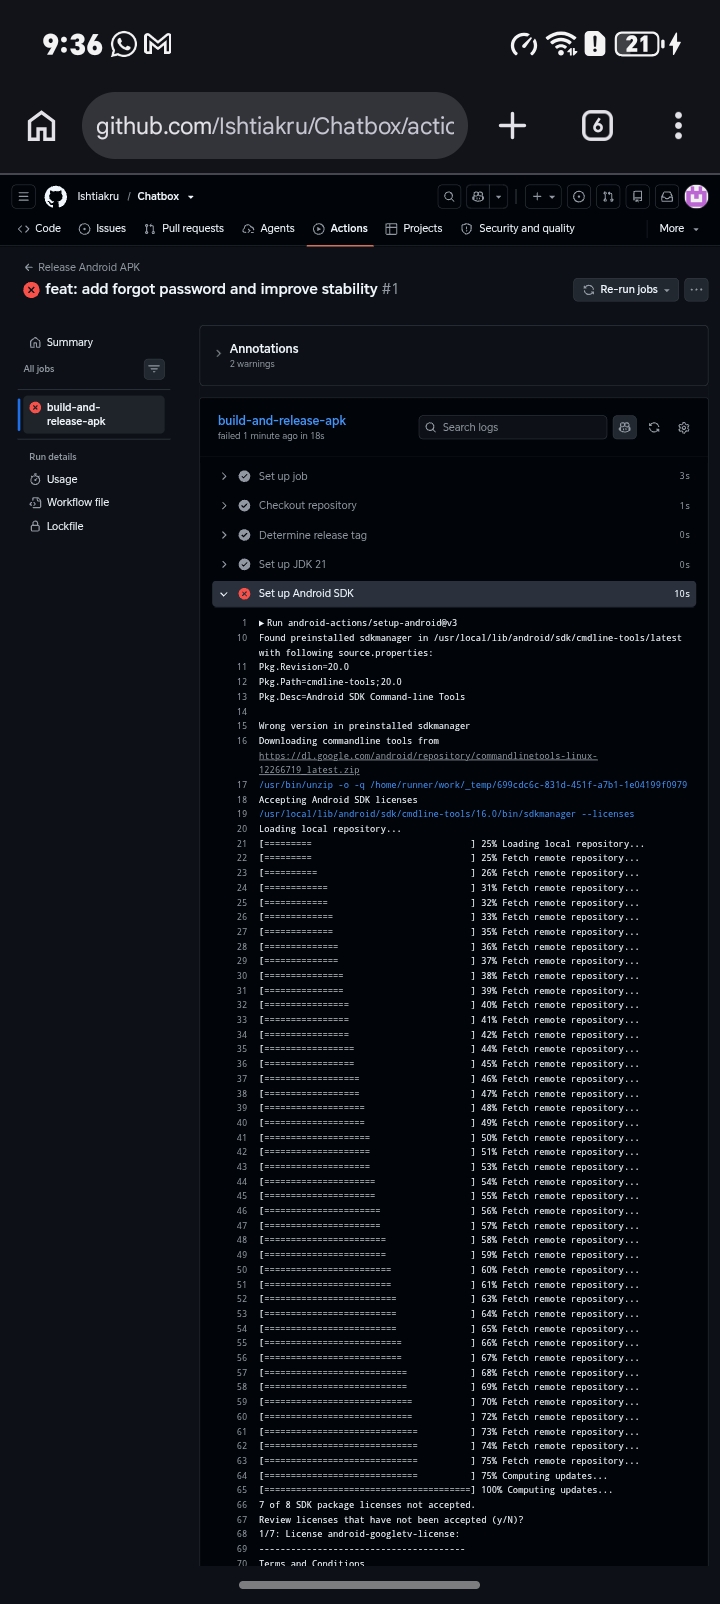 9:36
21
github.com/Ishtiakru/Chatbox/actic
6
Ishtiakru / Chatbox
Code Issues Pull requests Agents Actions Projects Security and quality More
Release Android APK
feat: add forgot password and improve stability #1
Re-run jobs
Summary
All jobs
build-and-
release-apk
Run details
Usage
Workflow file
Lockfile
Annotations
2 warnings
build-and-release-apk
failed 1 minute ago in 18s
Search logs
Set up job 3s
Checkout repository 1s
Determine release tag 0s
Set up JDK 21 0s
Set up Android SDK 10s
1 Run android-actions/setup-android@v3
10 Found preinstalled sdkmanager in /usr/local/lib/android/sdk/cmdline-tools/latest
with following source.properties:
11 Pkg.Revision=20.0
12 Pkg.Path=cmdline-tools;20.0
13 Pkg.Desc=Android SDK Command-line Tools
14
15 Wrong version in preinstalled sdkmanager
16 Downloading commandline tools from
https://dl.google.com/android/repository/commandlinetools-linux-
12266719_latest.zip
17 /usr/bin/unzip -o -q /home/runner/work/_temp/699cdc6c-831d-451f-a7b1-1e04199f0979
18 Accepting Android SDK licenses
19 /usr/local/lib/android/sdk/cmdline-tools/16.0/bin/sdkmanager --licenses
20 Loading local repository...
21 [========= ] 25% Loading local repository...
22 [========= ] 25% Fetch remote repository...
23 [========== ] 26% Fetch remote repository...
24 [============ ] 31% Fetch remote repository...
25 [============ ] 32% Fetch remote repository...
26 [============= ] 33% Fetch remote repository...
27 [============= ] 35% Fetch remote repository...
28 [============== ] 36% Fetch remote repository...
29 [============== ] 37% Fetch remote repository...
30 [=============== ] 38% Fetch remote repository...
31 [=============== ] 39% Fetch remote repository...
32 [================ ] 40% Fetch remote repository...
33 [================ ] 41% Fetch remote repository...
34 [================ ] 42% Fetch remote repository...
35 [================= ] 44% Fetch remote repository...
36 [================= ] 45% Fetch remote repository...
37 [================== ] 46% Fetch remote repository...
38 [================== ] 47% Fetch remote repository...
39 [=================== ] 48% Fetch remote repository...
40 [=================== ] 49% Fetch remote repository...
41 [==================== ] 50% Fetch remote repository...
42 [==================== ] 51% Fetch remote repository...
43 [==================== ] 53% Fetch remote repository...
44 [===================== ] 54% Fetch remote repository...
45 [===================== ] 55% Fetch remote repository...
46 [====================== ] 56% Fetch remote repository...
47 [====================== ] 57% Fetch remote repository...
48 [======================= ] 58% Fetch remote repository...
49 [======================= ] 59% Fetch remote repository...
50 [======================== ] 60% Fetch remote repository...
51 [======================== ] 61% Fetch remote repository...
52 [========================= ] 63% Fetch remote repository...
53 [========================= ] 64% Fetch remote repository...
54 [========================= ] 65% Fetch remote repository...
55 [========================== ] 66% Fetch remote repository...
56 [========================== ] 67% Fetch remote repository...
57 [=========================== ] 68% Fetch remote repository...
58 [=========================== ] 69% Fetch remote repository...
59 [============================ ] 70% Fetch remote repository...
60 [============================ ] 72% Fetch remote repository...
61 [============================= ] 73% Fetch remote repository...
62 [============================= ] 74% Fetch remote repository...
63 [============================= ] 75% Fetch remote repository...
64 [============================= ] 75% Computing updates...
65 [=======================================] 100% Computing updates...
66 7 of 8 SDK package licenses not accepted.
67 Review licenses that have not been accepted (y/N)?
68 1/7: License android-googletv-license:
69 ---------------------------------------
70 Terms and Conditions